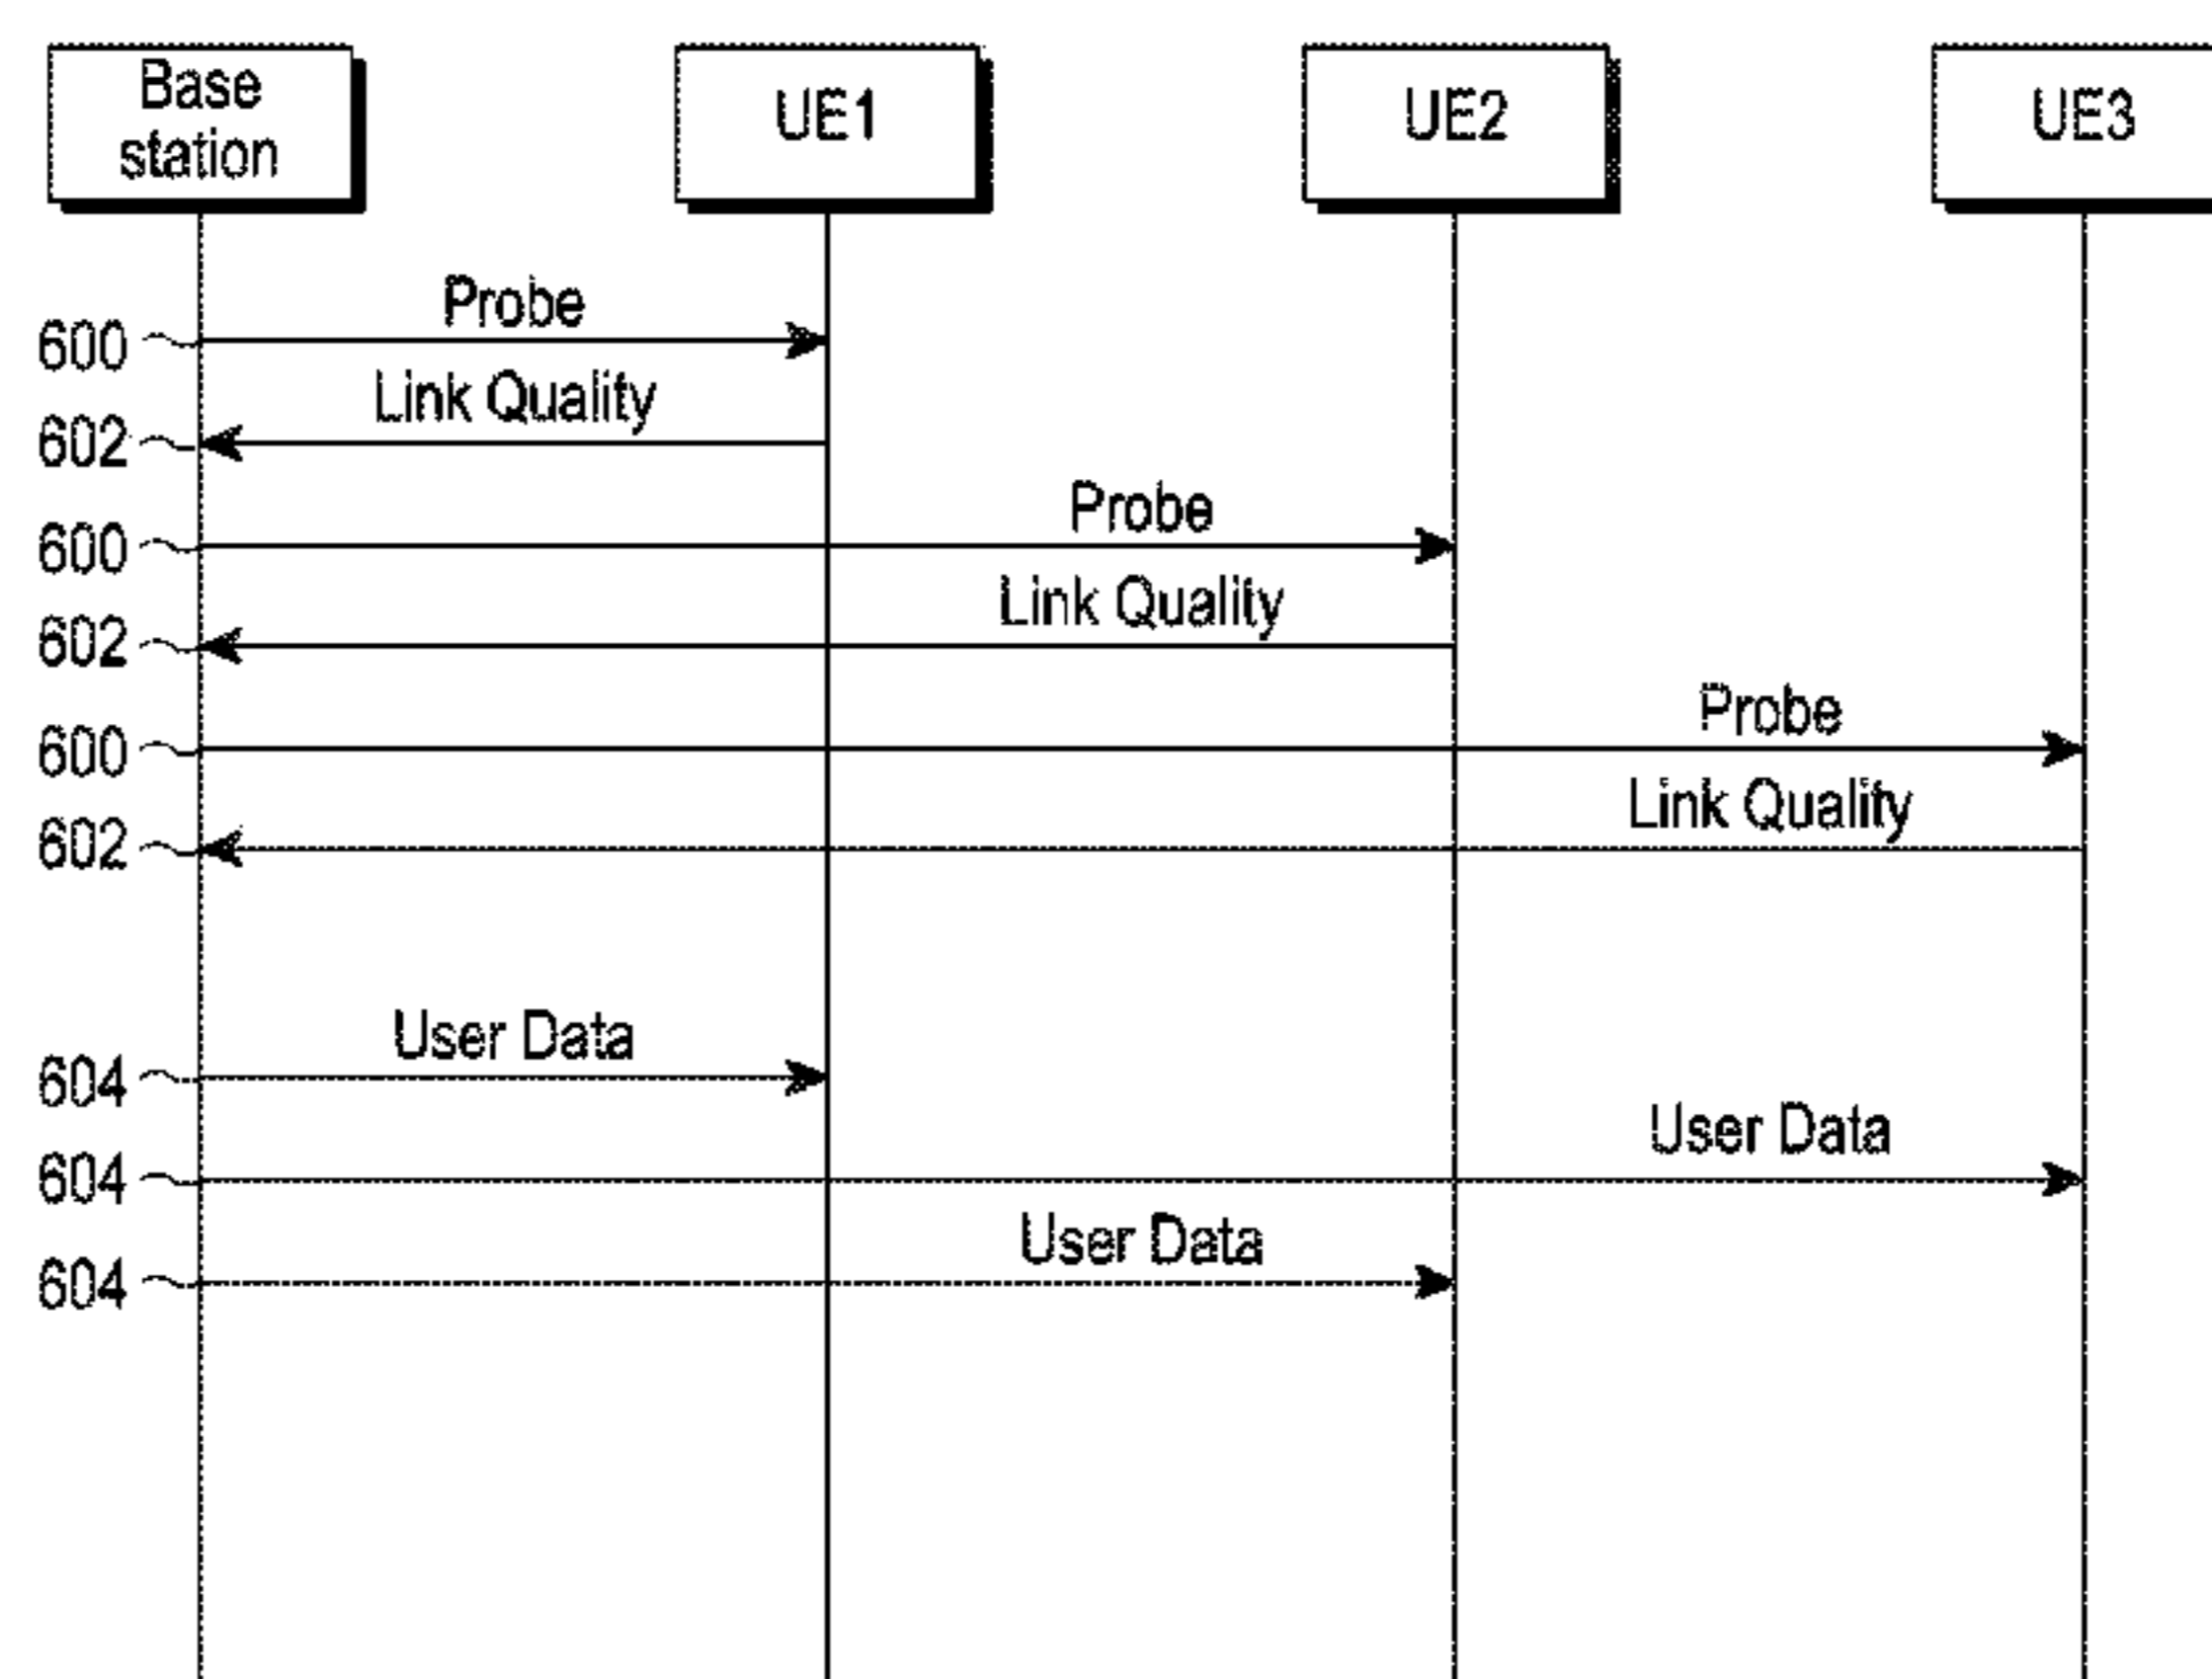 Base
station
UE1
UE2
UE3
Probe
600
Link Quality
602
Probe
600
Link Quality
602
Probe
600
Link Quality
602
User Data
604
User Data
604
User Data
604